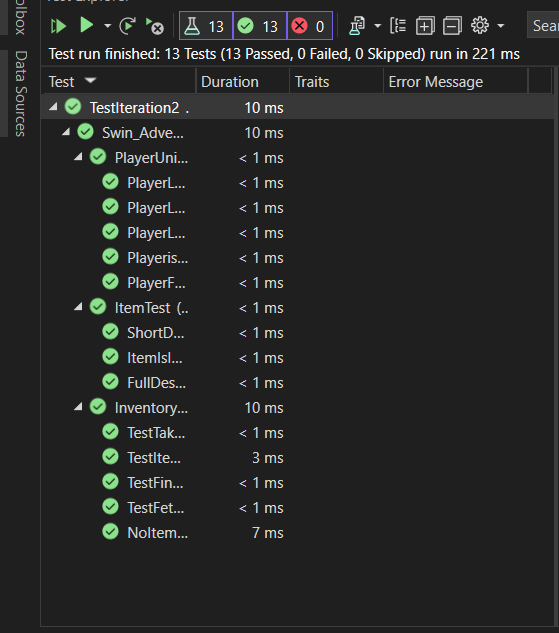 olbox
Data Sources
13
13
0
Sear
Test run finished: 13 Tests (13 Passed, 0 Failed, 0 Skipped) run in 221 ms
Test Duration Traits Error Message
TestIteration2 . 10 ms
Swin_Adve... 10 ms
PlayerUni... < 1 ms
PlayerL... < 1 ms
PlayerL... < 1 ms
PlayerL... < 1 ms
Playeris... < 1 ms
PlayerF... < 1 ms
ItemTest (.. < 1 ms
ShortD... < 1 ms
ItemIsI... < 1 ms
FullDes... < 1 ms
Inventory... 10 ms
TestTak... < 1 ms
TestIte... 3 ms
TestFin... < 1 ms
TestFet... < 1 ms
NoItem... 7 ms